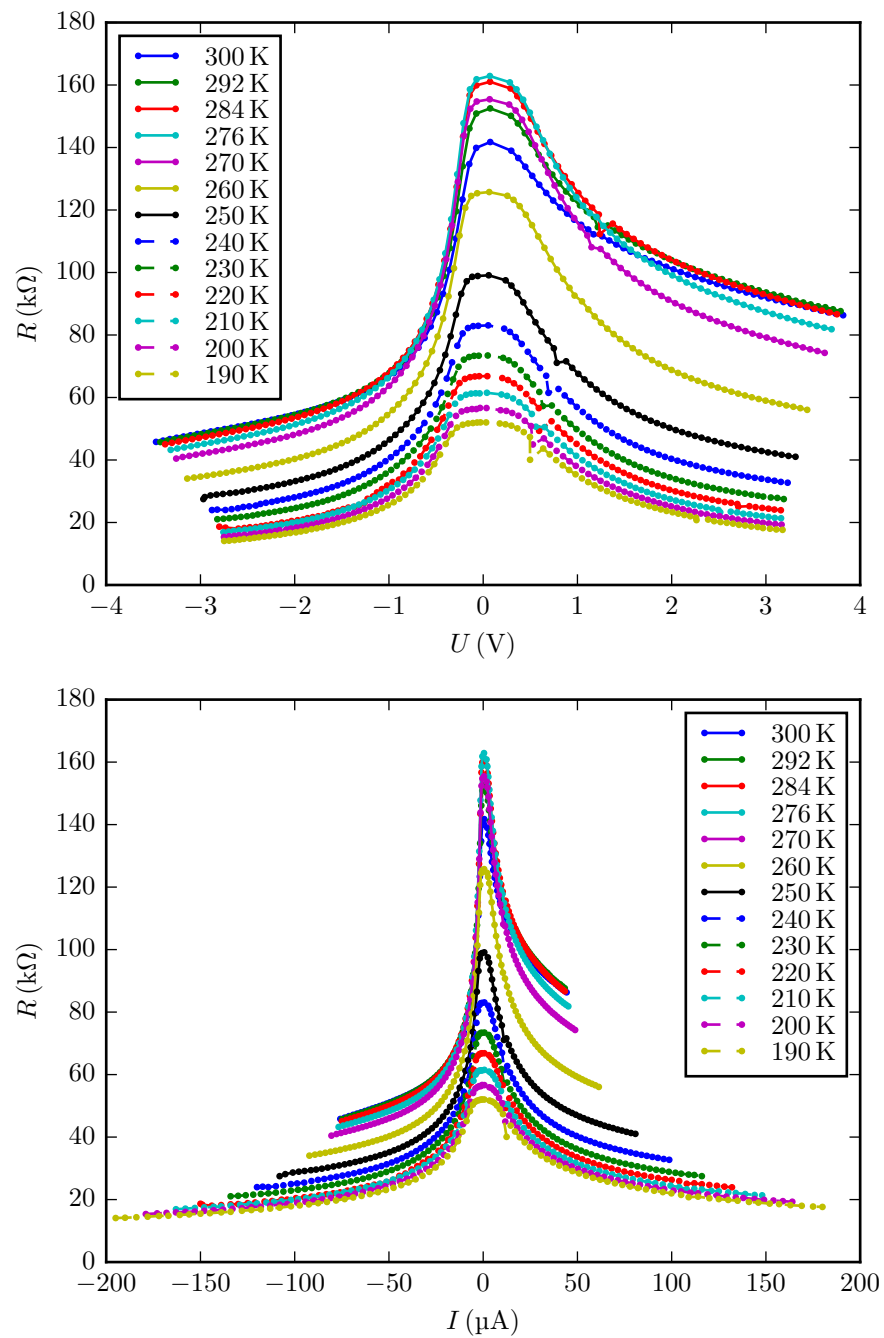 180
160
140
120
100
80
60
40
20
0
R (kΩ)
300 K
292 K
284 K
276 K
270 K
260 K
250 K
240 K
230 K
220 K
210 K
200 K
190 K
−4 −3 −2 −1 0 1 2 3 4
U (V)
180
160
140
120
100
80
60
40
20
0
R (kΩ)
300 K
292 K
284 K
276 K
270 K
260 K
250 K
240 K
230 K
220 K
210 K
200 K
190 K
−200 −150 −100 −50 0 50 100 150 200
I (µA)